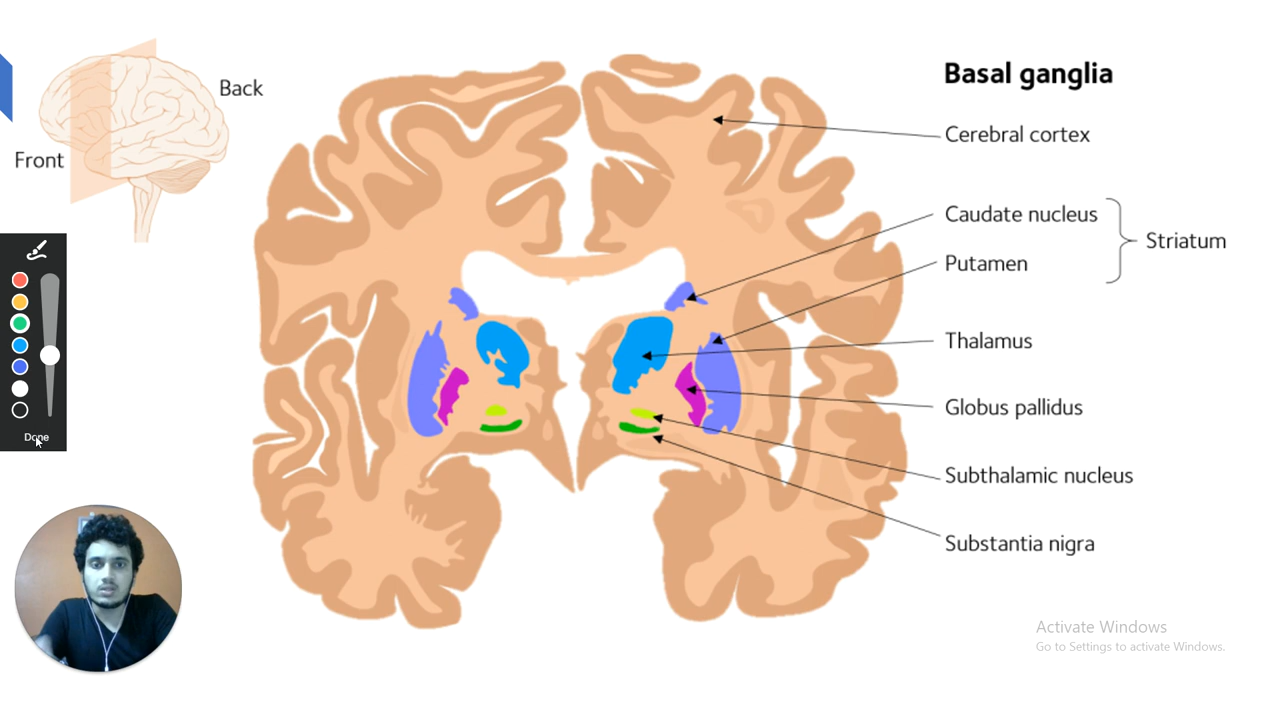 Back
Front
Basal ganglia
Cerebral cortex
Caudate nucleus
Striatum
Putamen
Thalamus
Globus pallidus
Subthalamic nucleus
Substantia nigra
Done
Activate Windows
Go to Settings to activate Windows.